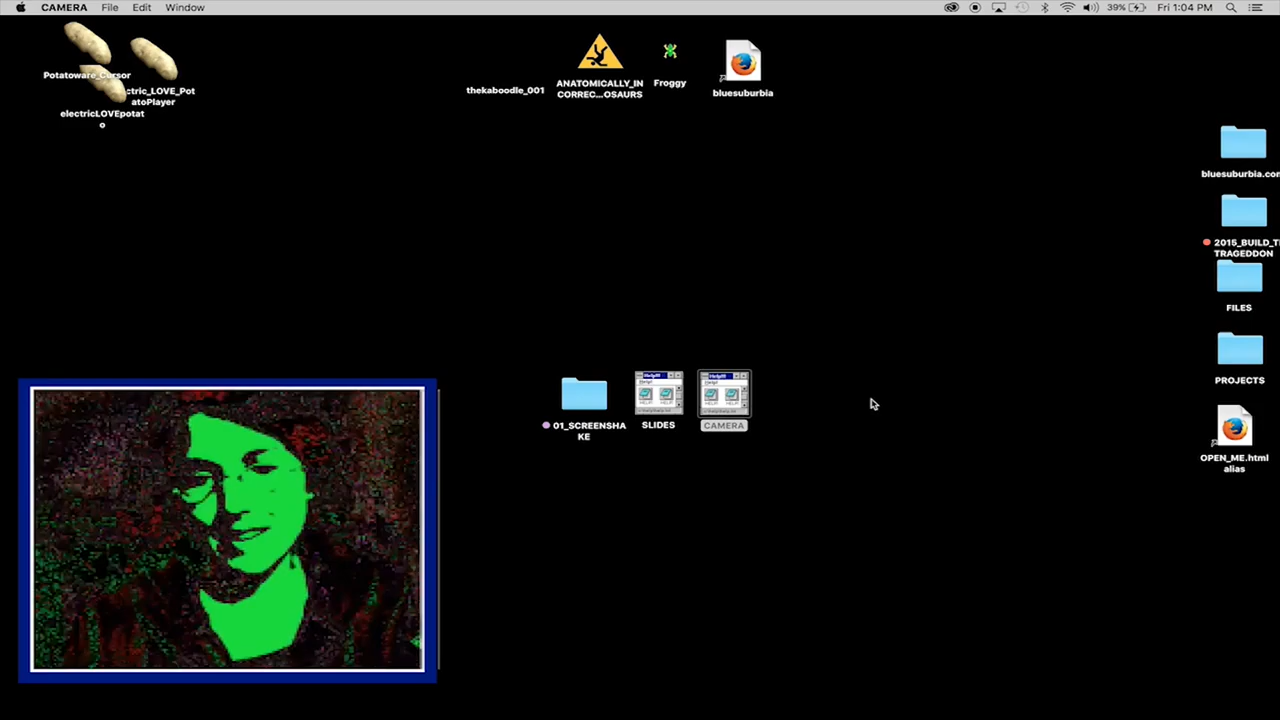 CAMERA File Edit Window 39% Fri 1:04 PM
Potatoware_Cursor
ctric_LOVE_Pot
atoPlayer
electricLOVEpotat
o
thekaboodle_001
ANATOMICALLY_IN
CORREC...OSAURS
Froggy
bluesuburbia
bluesuburbia.con
2015_BUILD_T
TRAGEDDON
FILES
PROJECTS
OPEN_ME.html
alias
01_SCREENSHA
KE
SLIDES
CAMERA